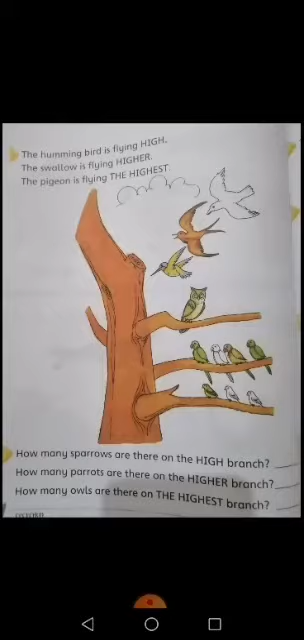 The humming bird is flying HIGH.
The swallow is flying HIGHER.
The pigeon is flying THE HIGHEST.
How many sparrows are there on the HIGH branch?
How many parrots are there on the HIGHER branch?
How many owls are there on THE HIGHEST branch?
OXFORD